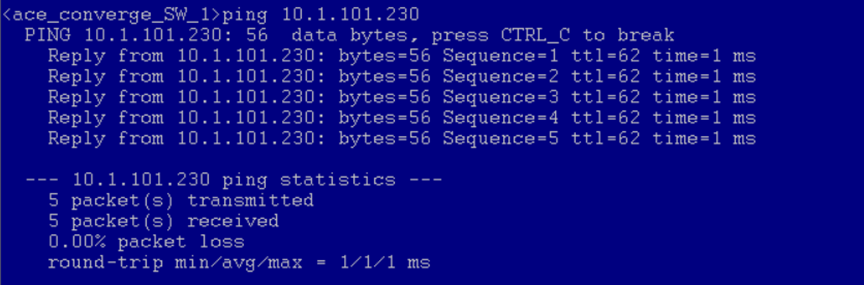 <ace_converge_SW_1>ping 10.1.101.230
PING 10.1.101.230: 56  data bytes, press CTRL_C to break
Reply from 10.1.101.230: bytes=56 Sequence=1 ttl=62 time=1 ms
Reply from 10.1.101.230: bytes=56 Sequence=2 ttl=62 time=1 ms
Reply from 10.1.101.230: bytes=56 Sequence=3 ttl=62 time=1 ms
Reply from 10.1.101.230: bytes=56 Sequence=4 ttl=62 time=1 ms
Reply from 10.1.101.230: bytes=56 Sequence=5 ttl=62 time=1 ms
--- 10.1.101.230 ping statistics ---
5 packet(s) transmitted
5 packet(s) received
0.00% packet loss
round-trip min/avg/max = 1/1/1 ms